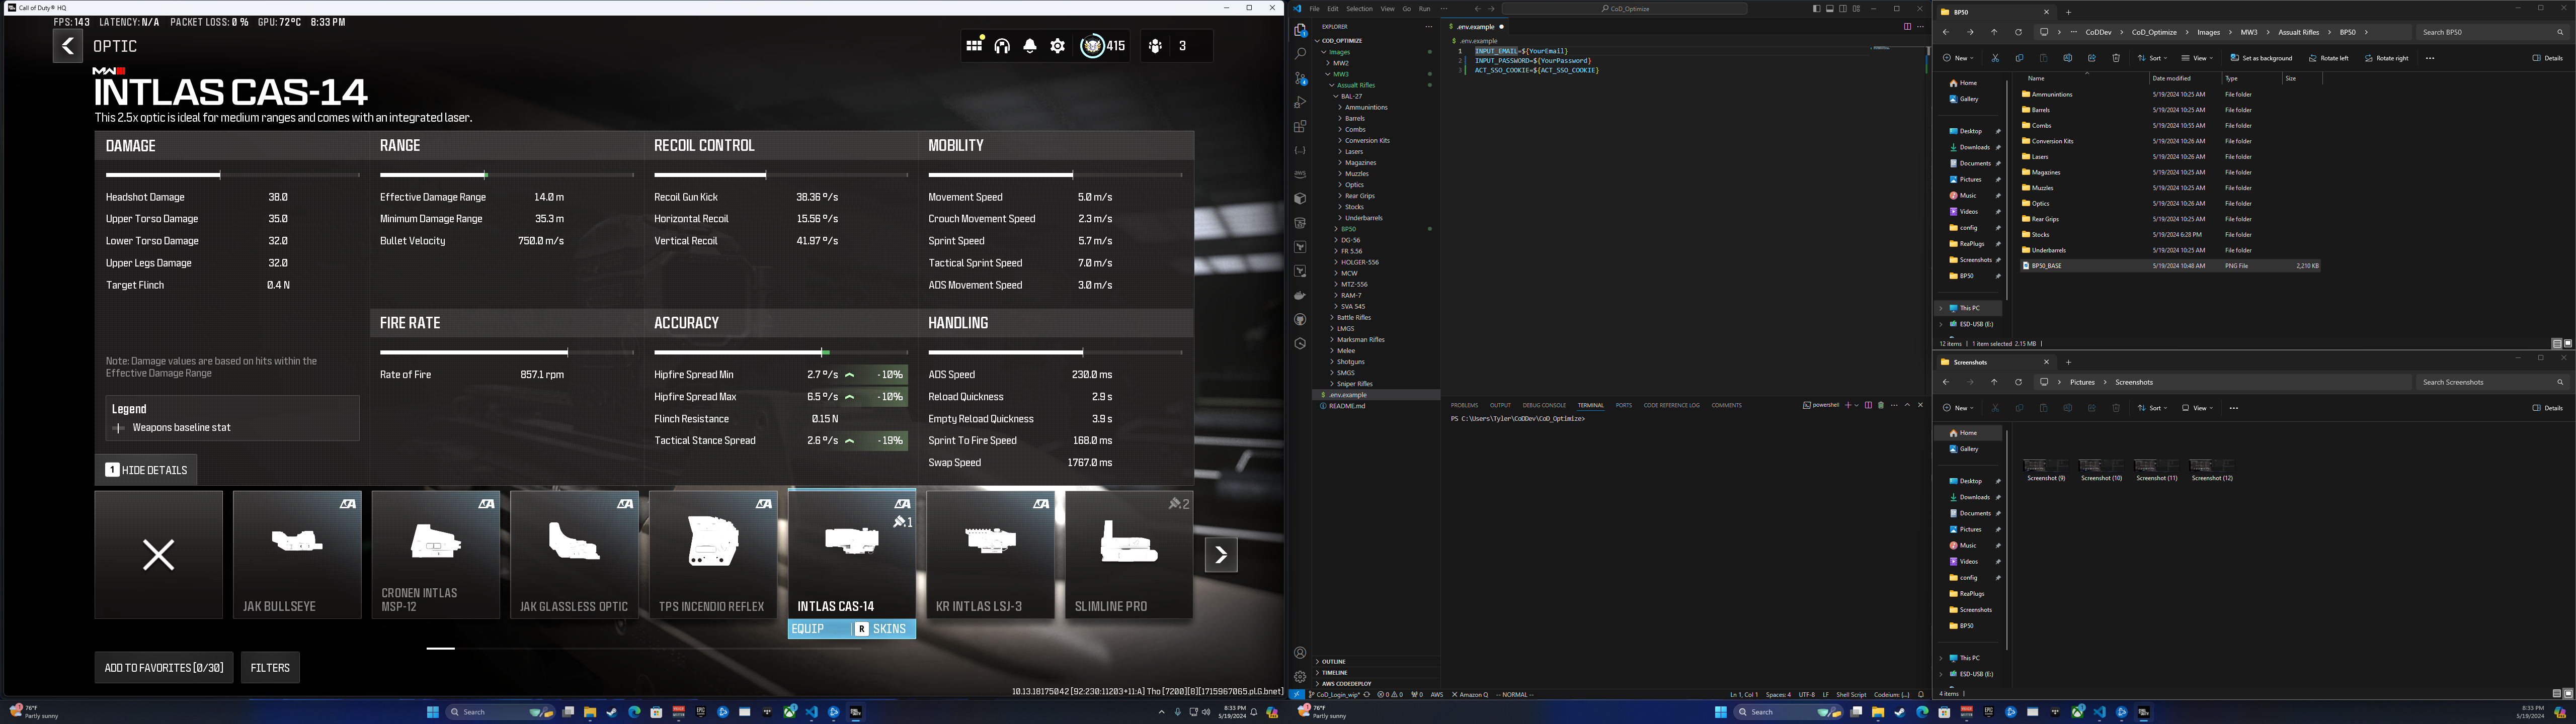 Call of Duty® HQ
FPS: 143 LATENCY: N/A PACKET LOSS: 0 % GPU: 72°C 8:33 PM
OPTIC
415
3
MWIII
INTLAS CAS-14
This 2.5x optic is ideal for medium ranges and comes with an integrated laser.
DAMAGE
Headshot Damage 38.0
Upper Torso Damage 35.0
Lower Torso Damage 32.0
Upper Legs Damage 32.0
Target Flinch 0.4 N
Note: Damage values are based on hits within the
Effective Damage Range
Legend
Weapons baseline stat
1 HIDE DETAILS
RANGE
Effective Damage Range 14.0 m
Minimum Damage Range 35.3 m
Bullet Velocity 750.0 m/s
RECOIL CONTROL
Recoil Gun Kick 38.36 º/s
Horizontal Recoil 15.56 º/s
Vertical Recoil 41.97 º/s
MOBILITY
Movement Speed 5.0 m/s
Crouch Movement Speed 2.3 m/s
Sprint Speed 5.7 m/s
Tactical Sprint Speed 7.0 m/s
ADS Movement Speed 3.0 m/s
FIRE RATE
Rate of Fire 857.1 rpm
ACCURACY
Hipfire Spread Min 2.7 º/s -10%
Hipfire Spread Max 6.5 º/s -10%
Flinch Resistance 0.15 N
Tactical Stance Spread 2.6 º/s -19%
HANDLING
ADS Speed 230.0 ms
Reload Quickness 2.9 s
Empty Reload Quickness 3.9 s
Sprint To Fire Speed 168.0 ms
Swap Speed 1767.0 ms
JAK BULLSEYE
CRONEN INTLAS
MSP-12
JAK GLASSLESS OPTIC
TPS INCENDIO REFLEX
1
INTLAS CAS-14
EQUIP R SKINS
KR INTLAS LSJ-3
2
SLIMLINE PRO
ADD TO FAVORITES [0/30] FILTERS
10.13.18175042 [92:230:11203+11:A] Tho [7200][8][1715967065.pl.G.bnet]
76°F
Partly sunny
Search
8:33 PM
5/19/2024
File Edit Selection View Go Run ···
CoD_Optimize
EXPLORER
COD_OPTIMIZE
Images
MW2
MW3
Assualt Rifles
BAL-27
Ammunintions
Barrels
Combs
Conversion Kits
Lasers
Magazines
Muzzles
Optics
Rear Grips
Stocks
Underbarrels
BP50
DG-56
FR 5.56
HOLGER-556
MCW
MTZ-556
RAM-7
SVA 545
Battle Rifles
LMGS
Marksman Rifles
Melee
Shotguns
SMGS
Sniper Rifles
.env.example
README.md
OUTLINE
TIMELINE
AWS CODEDEPLOY
.env.example
.env.example
1 INPUT_EMAIL=${YourEmail}
2 INPUT_PASSWORD=${YourPassword}
3 ACT_SSO_COOKIE=${ACT_SSO_COOKIE}
PROBLEMS OUTPUT DEBUG CONSOLE TERMINAL PORTS CODE REFERENCE LOG COMMENTS
powershell
PS C:\Users\Tyler\CoDDev\CoD_Optimize>
CoD_Login_wip* 0 0 0 AWS Amazon Q -- NORMAL --
Ln 1, Col 1 Spaces: 4 UTF-8 LF Shell Script Codeium: {...}
76°F
Partly sunny
Search
BP50
··· CoDDev > CoD_Optimize > Images > MW3 > Assualt Rifles > BP50 >
Search BP50
New Sort View Set as background Rotate left Rotate right ··· Details
Home
Gallery
Desktop
Downloads
Documents
Pictures
Music
Videos
config
ReaPlugs
Screenshots
BP50
This PC
ESD-USB (E:)
Name Date modified Type Size
Ammunintions 5/19/2024 10:25 AM File folder
Barrels 5/19/2024 10:25 AM File folder
Combs 5/19/2024 10:55 AM File folder
Conversion Kits 5/19/2024 10:26 AM File folder
Lasers 5/19/2024 10:26 AM File folder
Magazines 5/19/2024 10:25 AM File folder
Muzzles 5/19/2024 10:25 AM File folder
Optics 5/19/2024 10:26 AM File folder
Rear Grips 5/19/2024 10:25 AM File folder
Stocks 5/19/2024 6:28 PM File folder
Underbarrels 5/19/2024 10:25 AM File folder
BP50_BASE 5/19/2024 10:48 AM PNG File 2,210 KB
12 items 1 item selected 2.15 MB
Screenshots
Pictures > Screenshots
Search Screenshots
New Sort View ··· Details
Home
Gallery
Desktop
Downloads
Documents
Pictures
Music
Videos
config
ReaPlugs
Screenshots
BP50
This PC
ESD-USB (E:)
Screenshot (9) Screenshot (10) Screenshot (11) Screenshot (12)
4 items
8:33 PM
5/19/2024